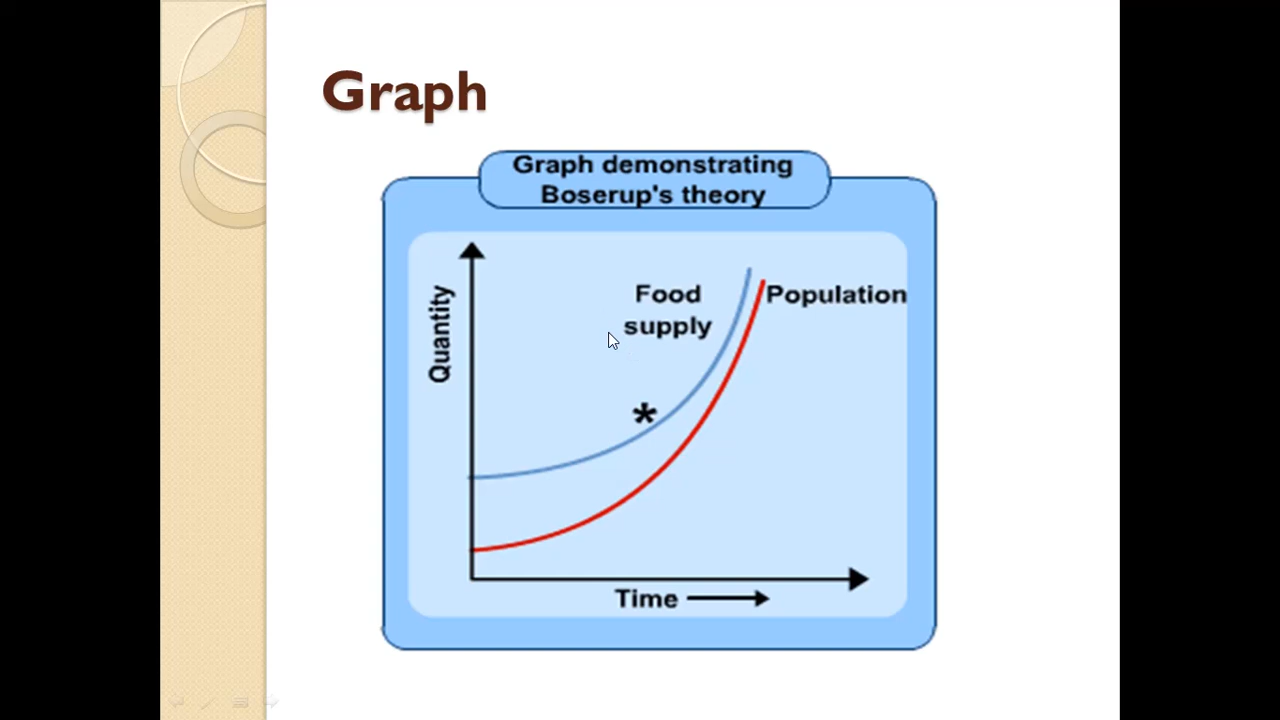 Graph
Graph demonstrating
Boserup's theory
Quantity
Food
supply
Population
*
Time